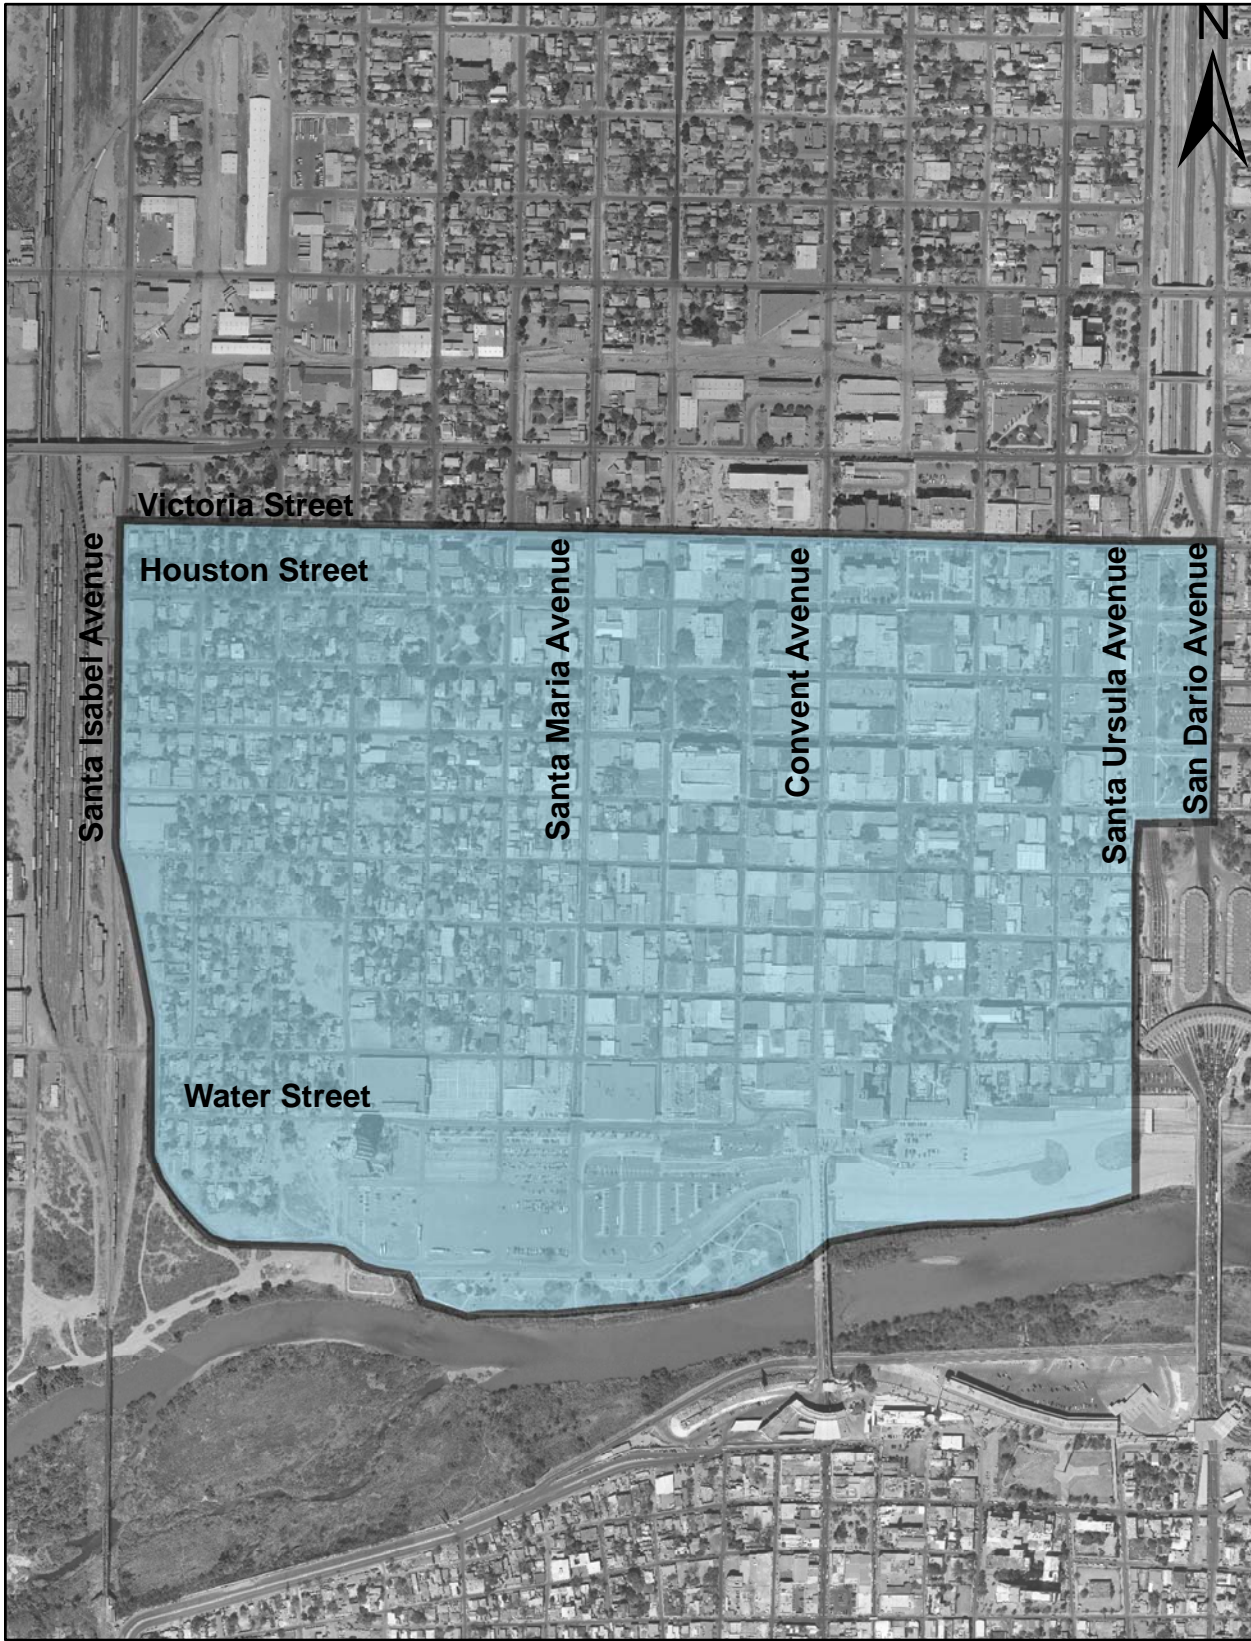 N
Victoria Street
Houston Street
Santa Isabel Avenue
Santa Maria Avenue
Convent Avenue
Santa Ursula Avenue
San Dario Avenue
Water Street